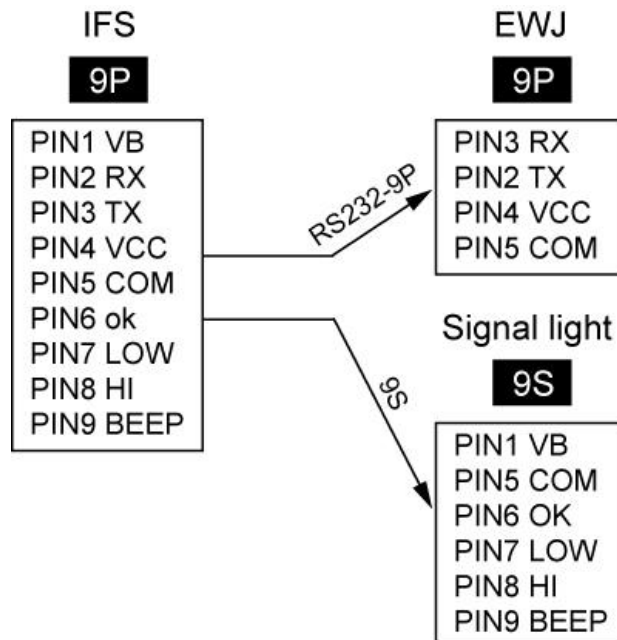 IFS
9P
PIN1 VB
PIN2 RX
PIN3 TX
PIN4 VCC
PIN5 COM
PIN6 ok
PIN7 LOW
PIN8 HI
PIN9 BEEP
RS232-9P
9S
EWJ
9P
PIN3 RX
PIN2 TX
PIN4 VCC
PIN5 COM
Signal light
9S
PIN1 VB
PIN5 COM
PIN6 OK
PIN7 LOW
PIN8 HI
PIN9 BEEP